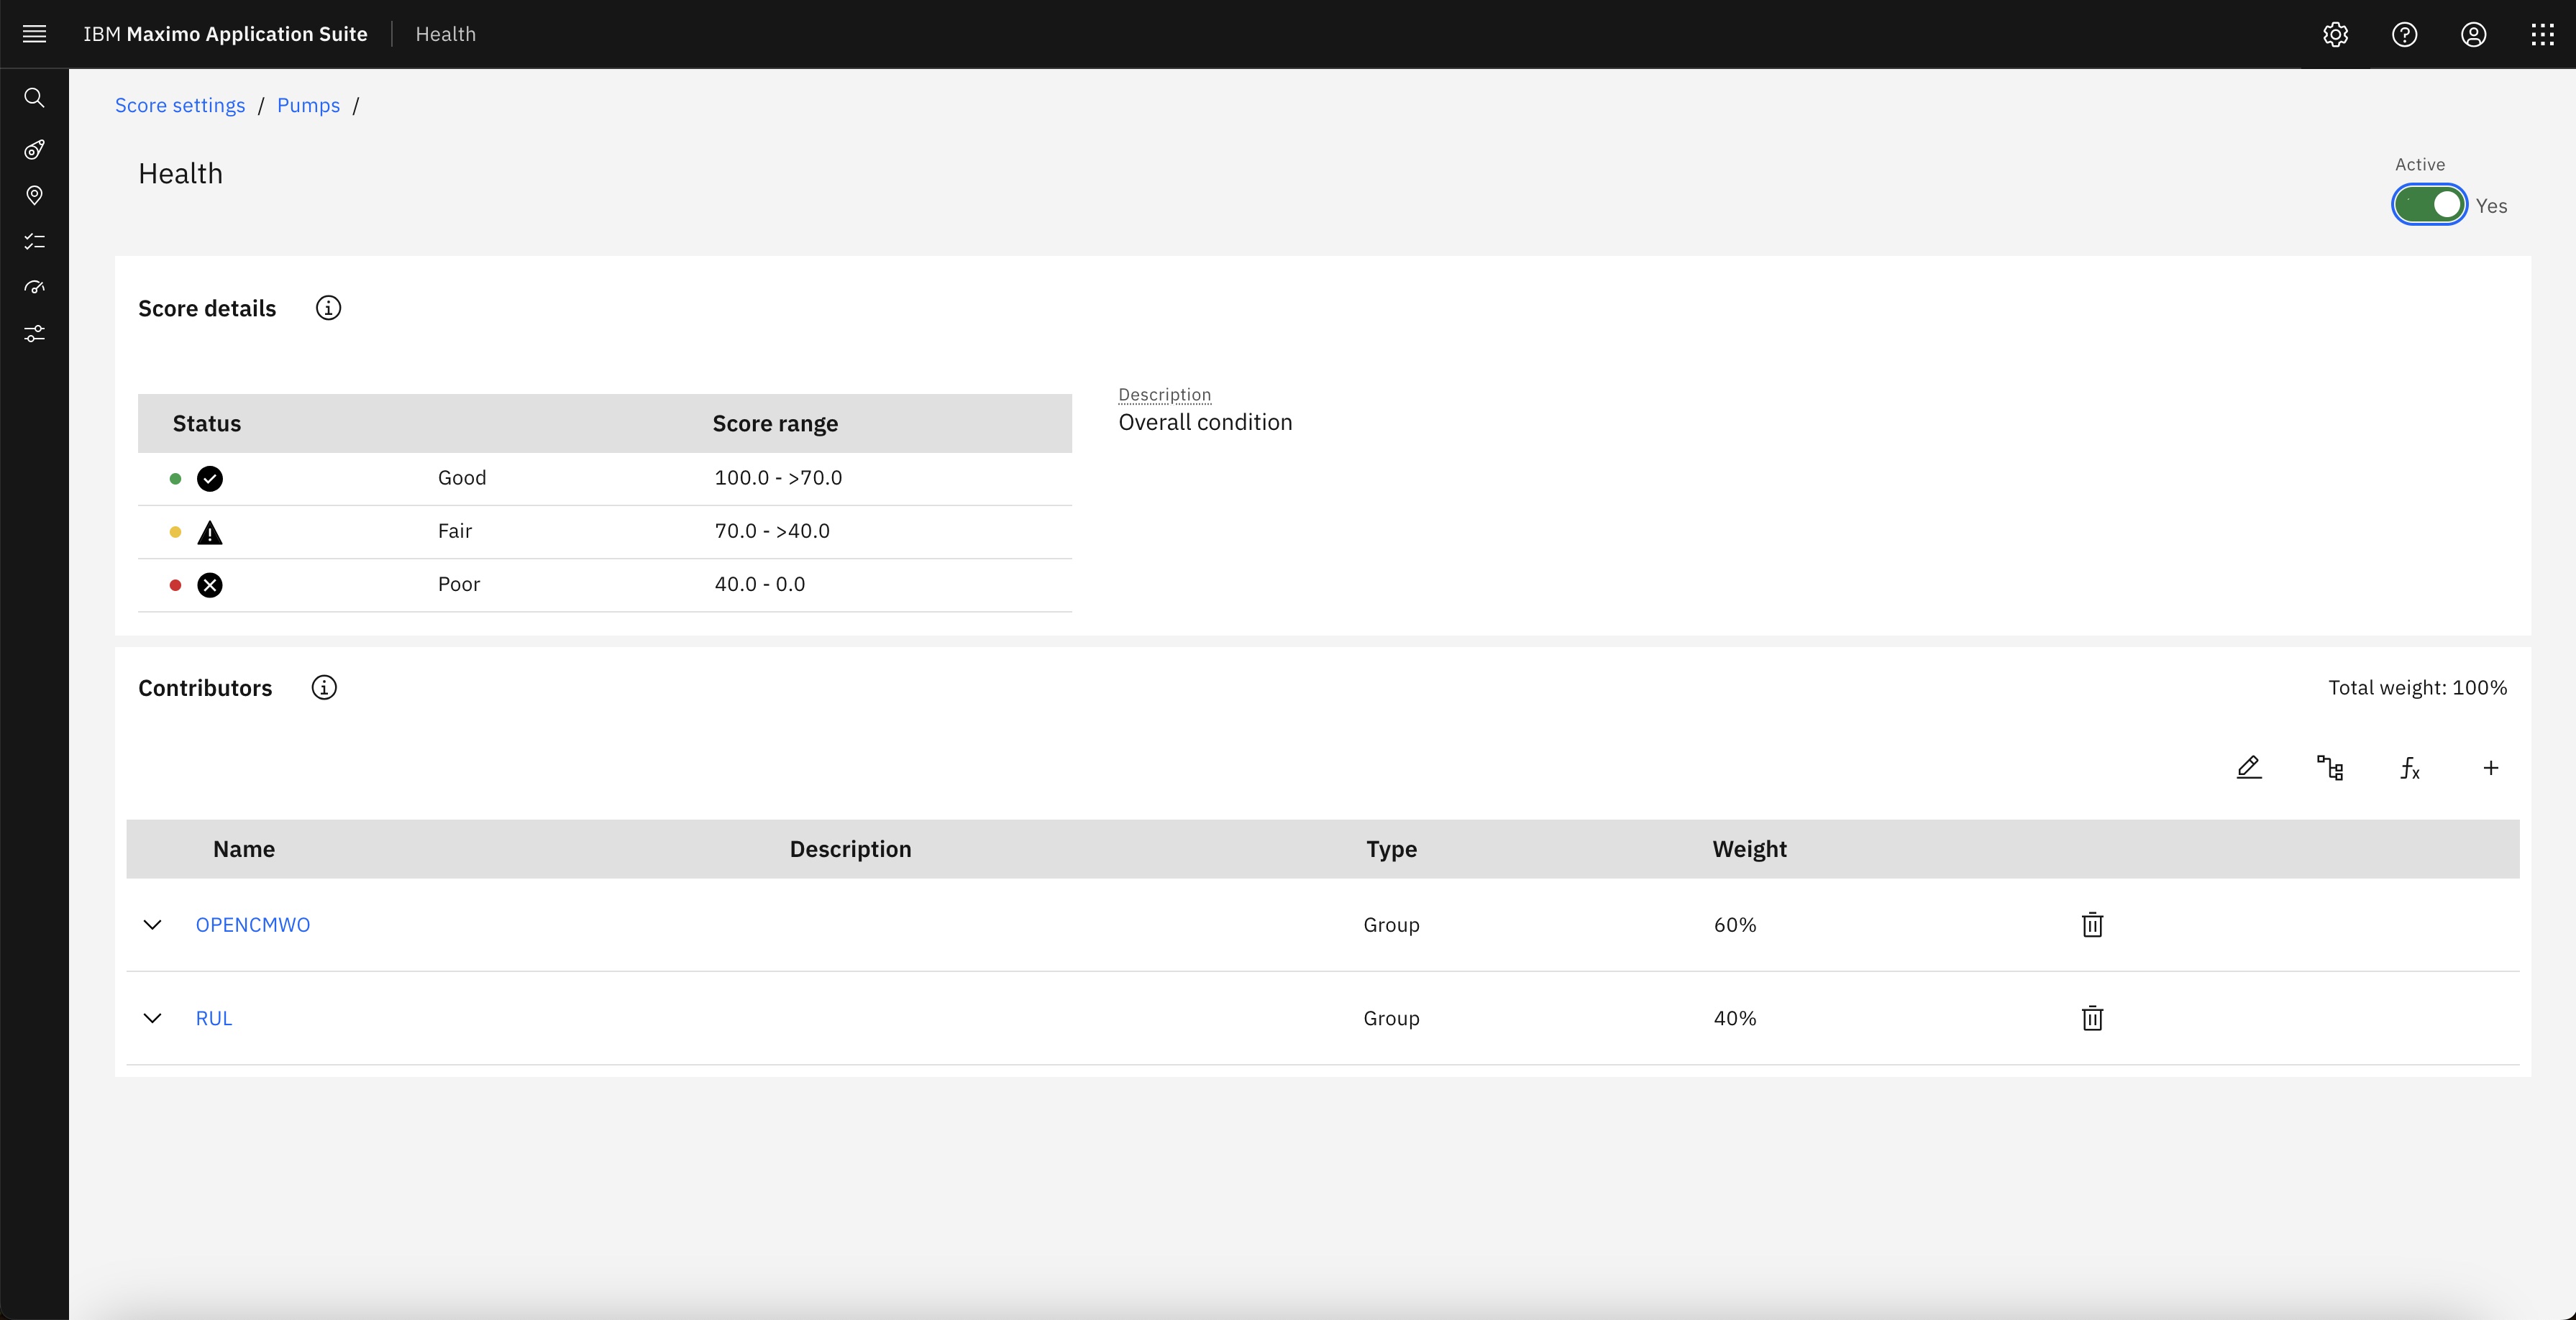 IBM Maximo Application Suite Health
Score settings / Pumps /
Health
Active
Yes
Score details
Description
Overall condition
Status Score range
Good 100.0 - >70.0
Fair 70.0 - >40.0
Poor 40.0 - 0.0
Contributors
Total weight: 100%
fx +
Name Description Type Weight
OPENCMWO Group 60%
RUL Group 40%